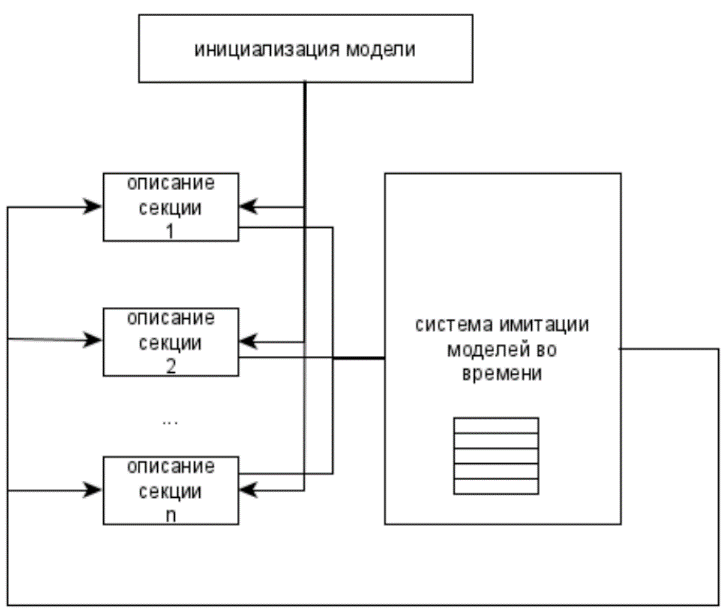 инициализация модели
описание
секции
1
описание
секции
2
...
описание
секции
n
система имитации
моделей во
времени